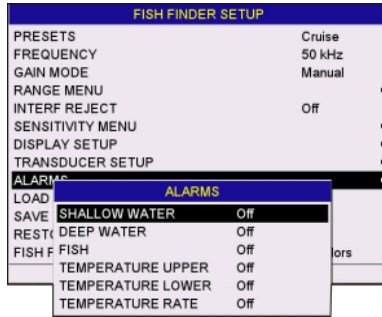 FISH FINDER SETUP
PRESETS Cruise
FREQUENCY 50 kHz
GAIN MODE Manual
RANGE MENU
INTERF REJECT Off
SENSITIVITY MENU
DISPLAY SETUP
TRANSDUCER SETUP
ALARMS
LOAD
SAVE
FISH F lors
ALARMS
SHALLOW WATER Off
DEEP WATER Off
FISH Off
TEMPERATURE UPPER Off
TEMPERATURE LOWER Off
TEMPERATURE RATE Off